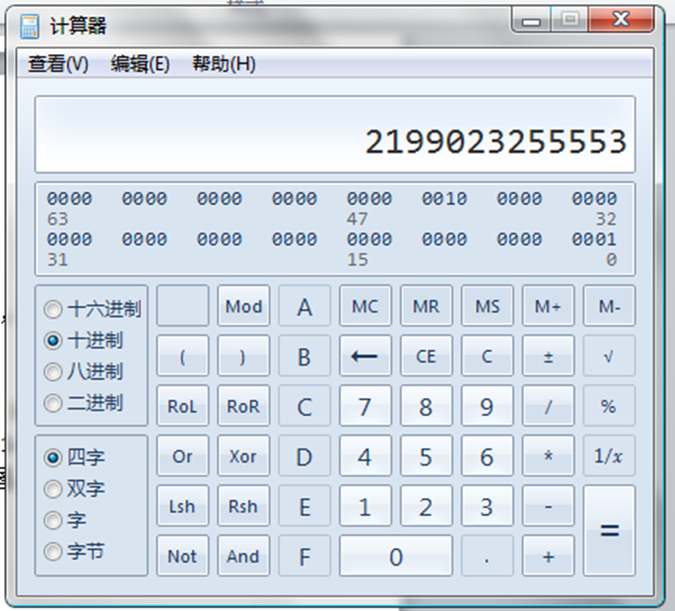 计算器
查看(V) 编辑(E) 帮助(H)
2199023255553
0000 0000 0000 0000 0000 0010 0000 0000
63 47 32
0000 0000 0000 0000 0000 0000 0000 0001
31 15 0
十六进制
十进制
八进制
二进制
四字
双字
字
字节
Mod A MC MR MS M+ M-
( ) B ← CE C ± √
RoL RoR C 7 8 9 / %
Or Xor D 4 5 6 * 1/x
Lsh Rsh E 1 2 3 - =
Not And F 0 . +